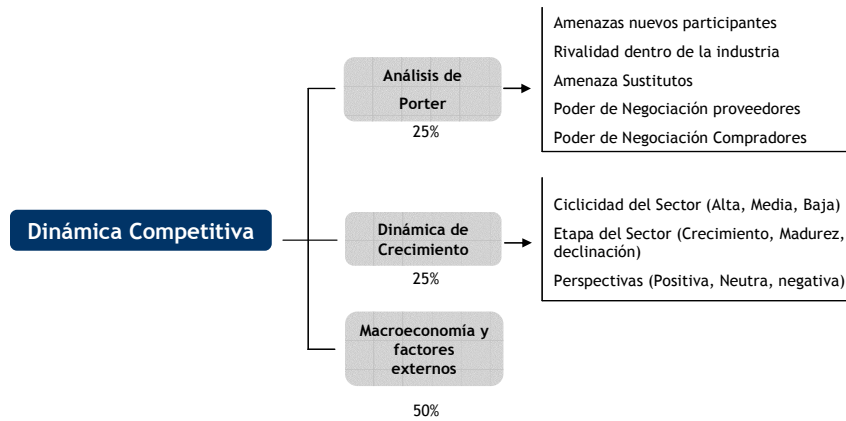 Dinámica Competitiva
Análisis de
Porter
25%
Amenazas nuevos participantes
Rivalidad dentro de la industria
Amenaza Sustitutos
Poder de Negociación proveedores
Poder de Negociación Compradores
Dinámica de
Crecimiento
25%
Ciclicidad del Sector (Alta, Media, Baja)
Etapa del Sector (Crecimiento, Madurez,
declinación)
Perspectivas (Positiva, Neutra, negativa)
Macroeconomía y
factores
externos
50%